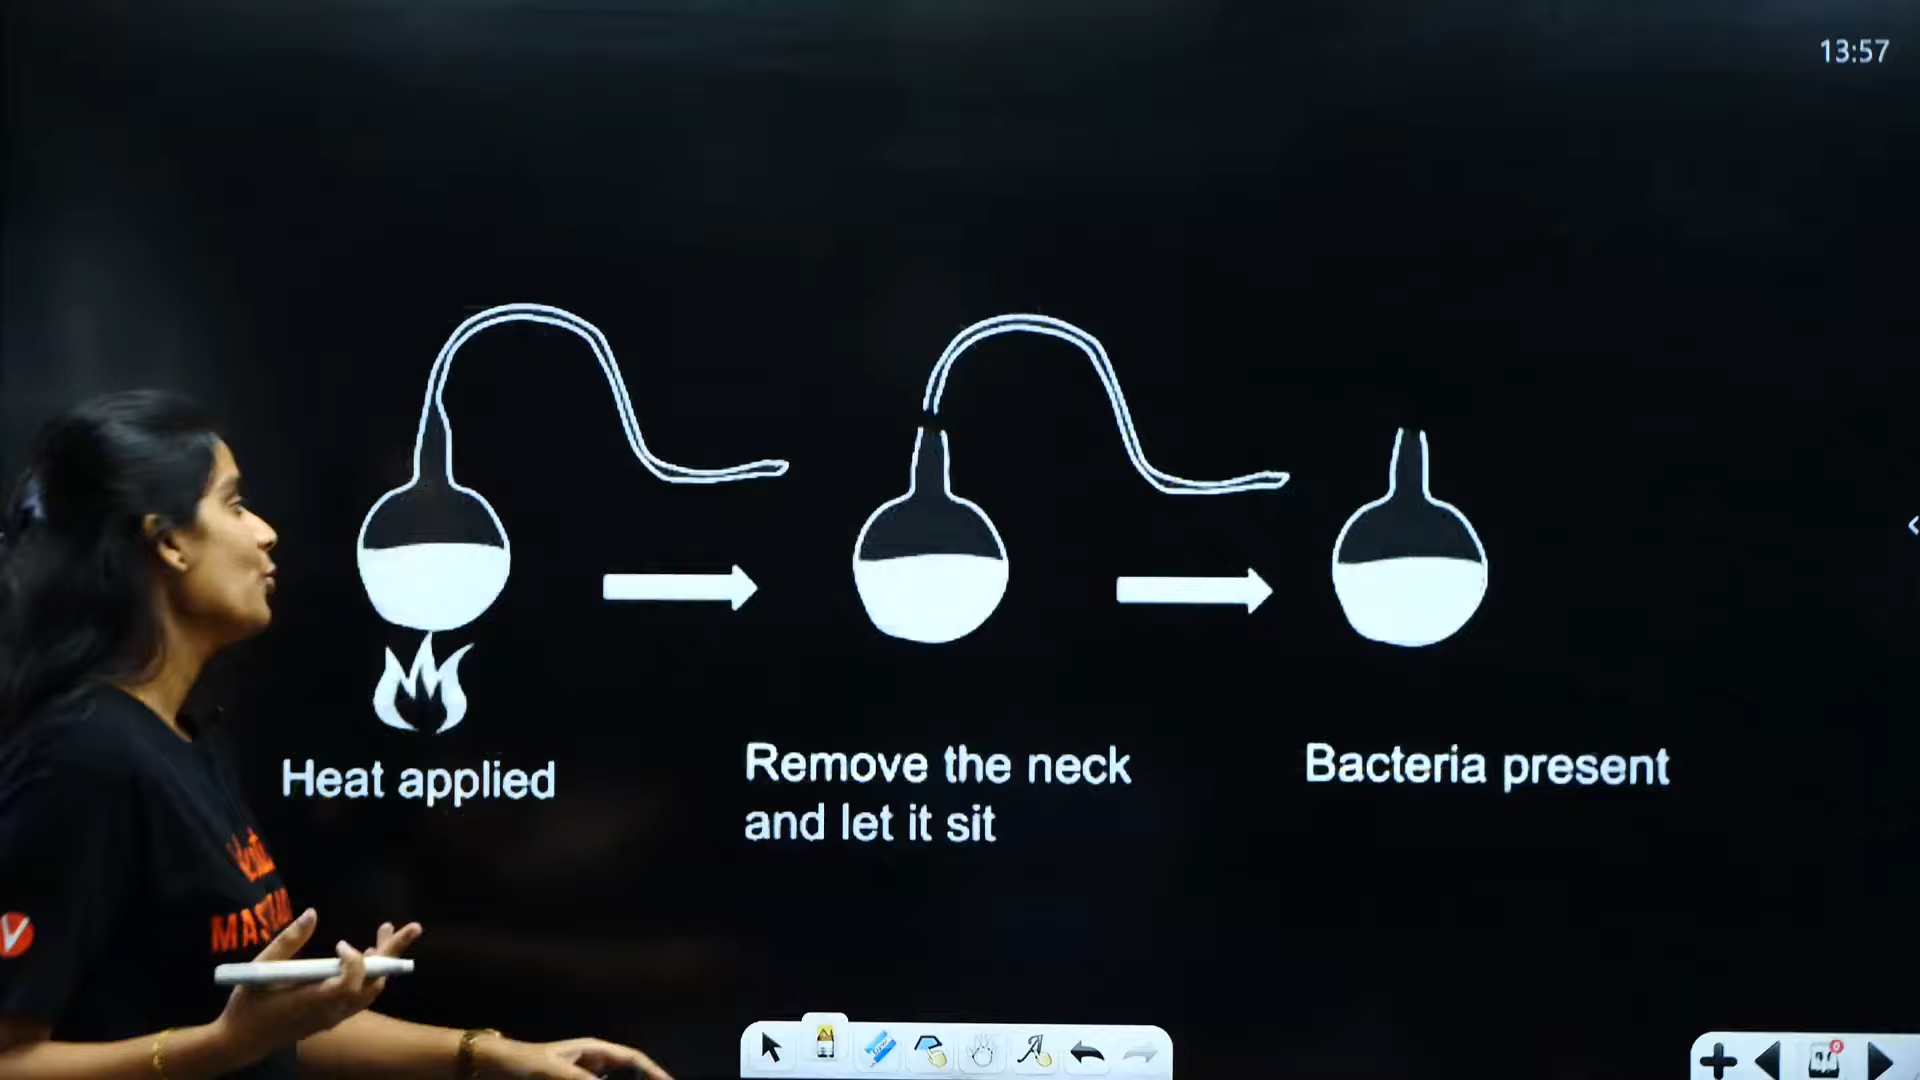 13:57
Heat applied
Remove the neck
and let it sit
Bacteria present